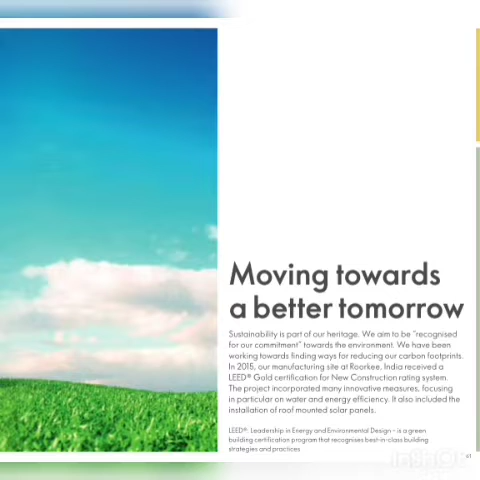 Moving towards
a better tomorrow
Sustainability is part of our heritage. We aim to be "recognised
for our commitment" towards the environment. We have been
working towards finding ways for reducing our carbon footprints.
In 2015, our manufacturing site at Roorkee, India received a
LEED® Gold certification for New Construction rating system.
The project incorporated many innovative measures, focusing
in particular on water and energy efficiency. It also included the
installation of roof mounted solar panels.
LEED®: Leadership in Energy and Environmental Design - is a green
building certification program that recognises best-in-class building
strategies and practices
61
InShOt